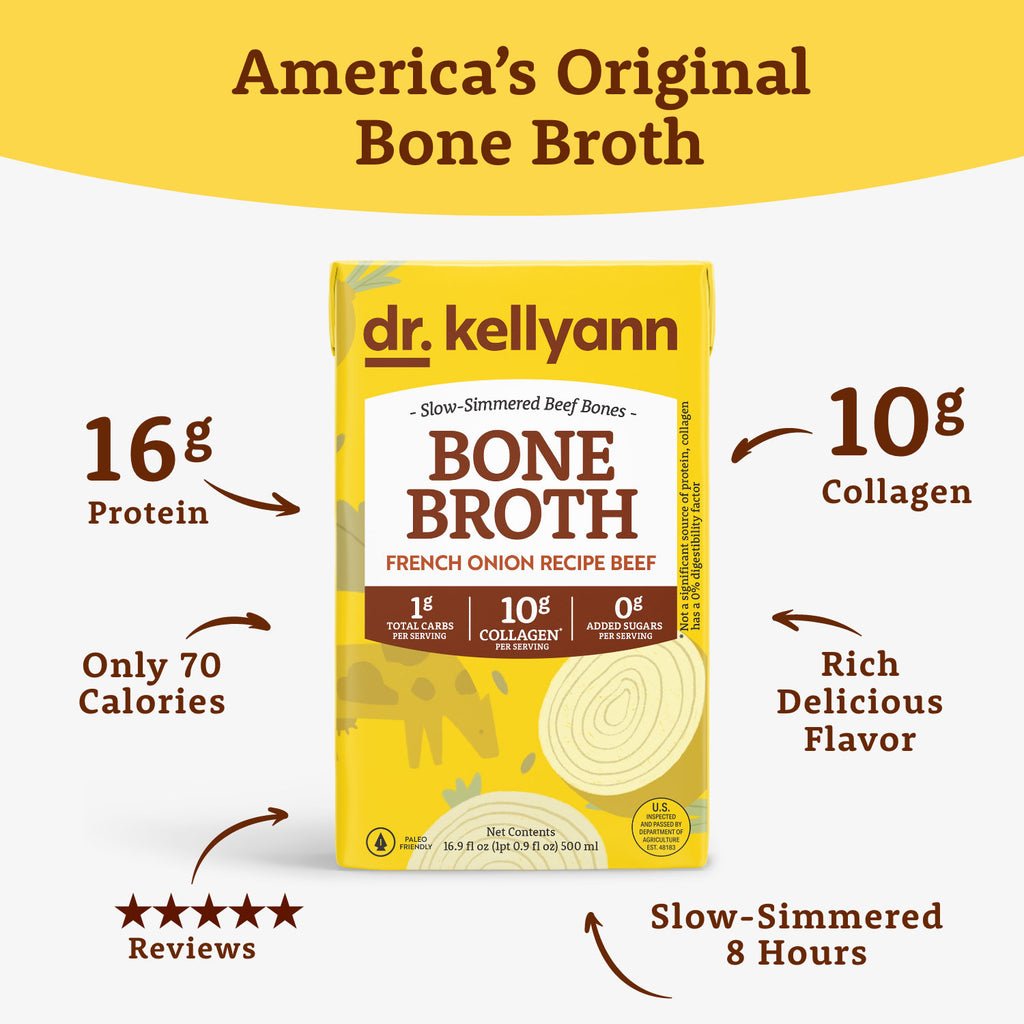 America's Original
Bone Broth
dr. kellyann
- Slow-Simmered Beef Bones -
BONE
BROTH
FRENCH ONION RECIPE BEEF
1g
TOTAL CARBS
PER SERVING
10g
COLLAGEN*
PER SERVING
0g
ADDED SUGARS
PER SERVING
* Not a significant source of protein, collagen
has a 0% digestibility factor
PALEO
FRIENDLY
Net Contents
16.9 fl oz (1pt 0.9 fl oz) 500 ml
U.S.
INSPECTED
AND PASSED BY
DEPARTMENT OF
AGRICULTURE
EST. 48183
16g
Protein
Only 70
Calories
★★★★★
Reviews
10g
Collagen
Rich
Delicious
Flavor
Slow-Simmered
8 Hours